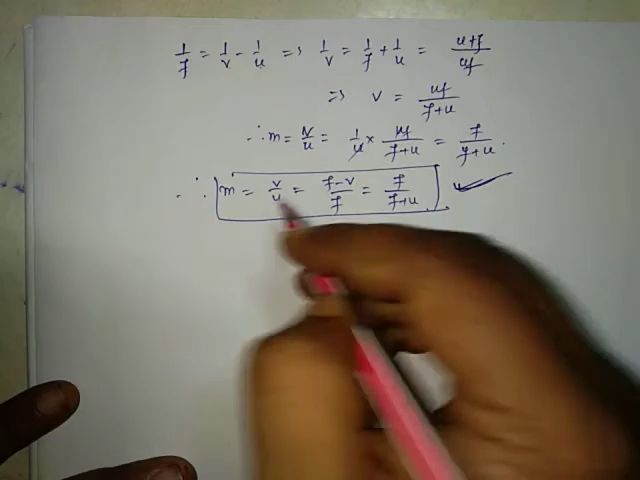 1/f = 1/v - 1/u => 1/v = 1/f + 1/u = u+f/uf
=> v = uf/f+u
∴ m = v/u = 1/u × uf/f+u = f/f+u.
∴ m = v/u = f-v/f = f/f+u